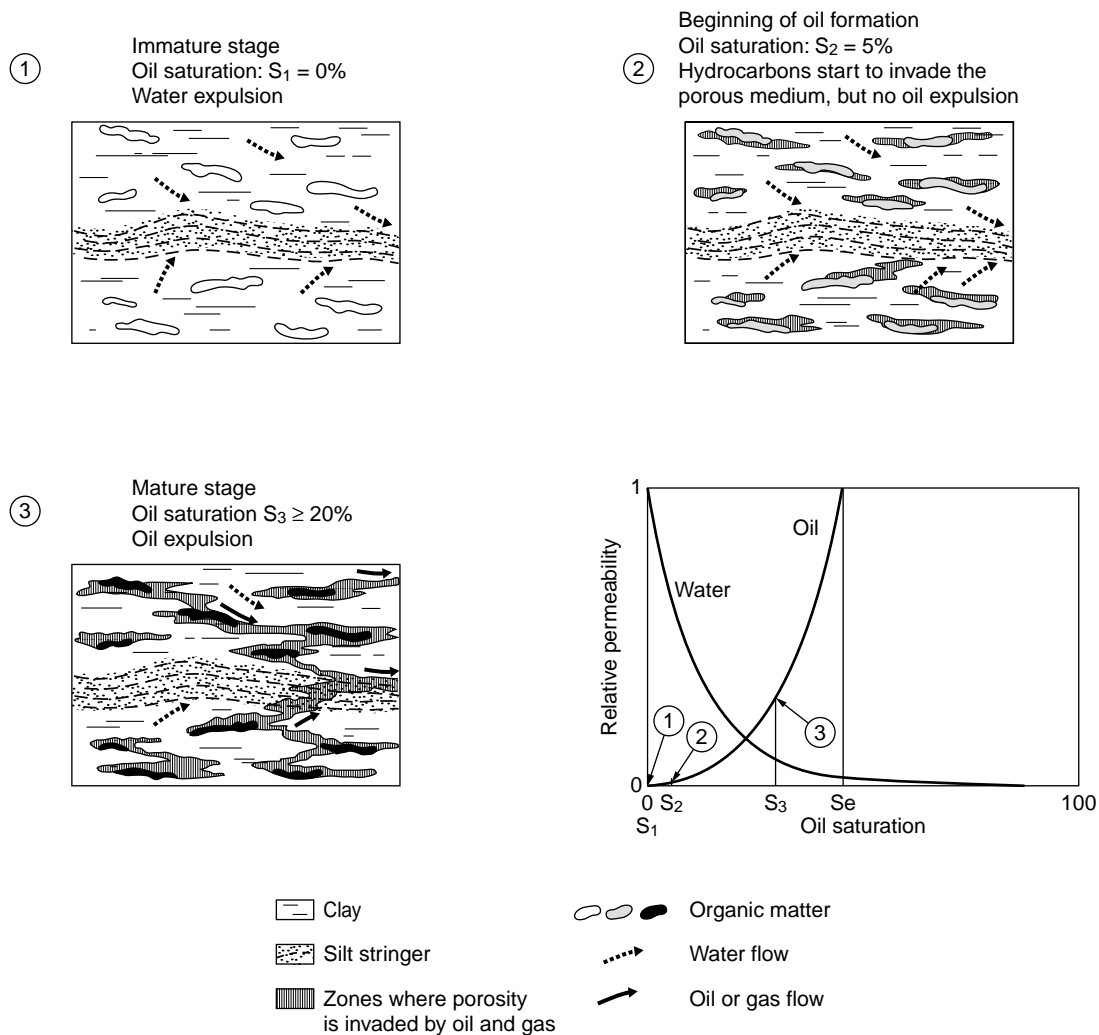 1
Immature stage
Oil saturation: S₁ = 0%
Water expulsion
2
Beginning of oil formation
Oil saturation: S₂ = 5%
Hydrocarbons start to invade the
porous medium, but no oil expulsion
3
Mature stage
Oil saturation S₃ ≥ 20%
Oil expulsion
1
Oil
Water
Relative permeability
1
2
3
0
0 S₂ S₃ Se 100
S₁ Oil saturation
Clay
Silt stringer
Zones where porosity
is invaded by oil and gas
Organic matter
Water flow
Oil or gas flow